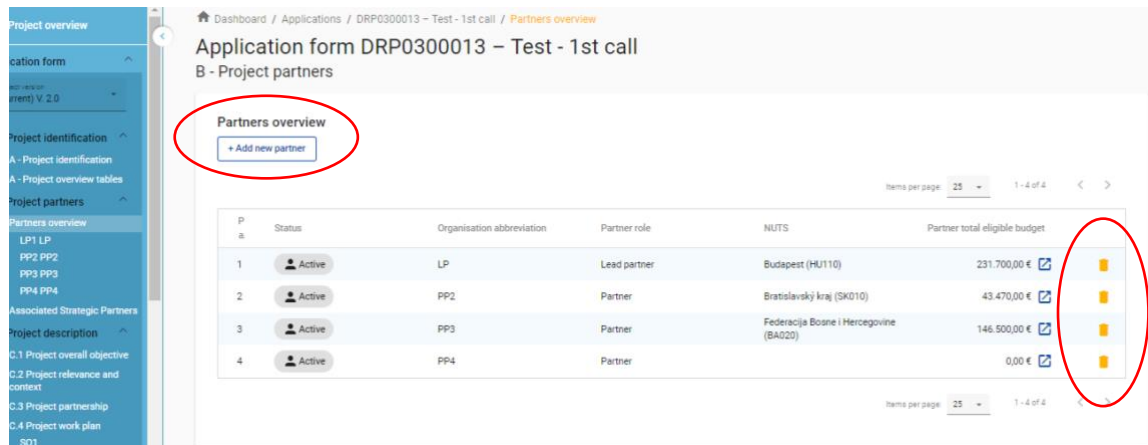 Project overview
Dashboard / Applications / DRP0300013 – Test - 1st call / Partners overview
Application form DRP0300013 – Test - 1st call
B - Project partners
cation form
rrent) V. 2.0
Project identification
A - Project identification
A - Project overview tables
Project partners
Partners overview
LP1 LP
PP2 PP2
PP3 PP3
PP4 PP4
Associated Strategic Partners
Project description
C.1 Project overall objective
C.2 Project relevance and
context
C.3 Project partnership
C.4 Project work plan
SO1
Partners overview
+ Add new partner
Items per page: 25 1 - 4 of 4
P
a. Status Organisation abbreviation Partner role NUTS Partner total eligible budget
1 Active LP Lead partner Budapest (HU110) 231.700,00 €
2 Active PP2 Partner Bratislavský kraj (SK010) 43.470,00 €
3 Active PP3 Partner Federacija Bosne i Hercegovine
(BA020) 146.500,00 €
4 Active PP4 Partner 0,00 €
Items per page: 25 1 - 4 of 4